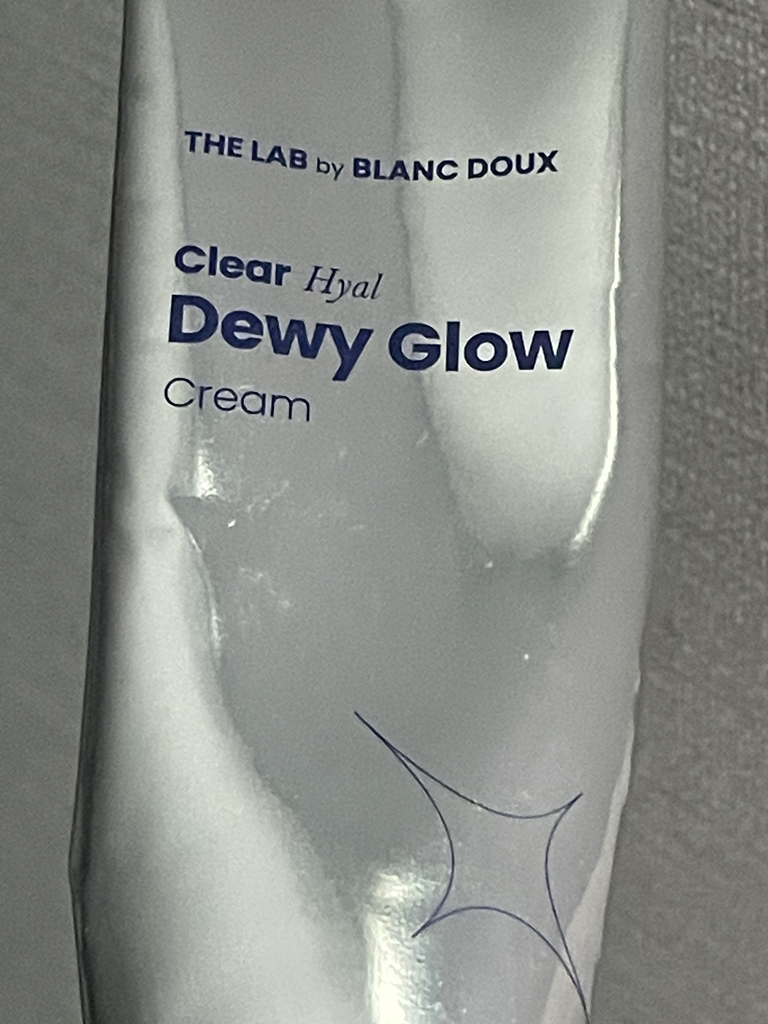 THE LAB by BLANC DOUX
Clear Hyal
Dewy Glow
Cream